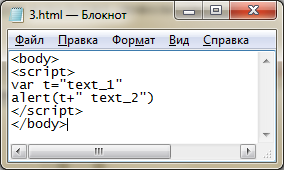 3.html — Блокнот
Файл Правка Формат Вид Справка
<body>
<script>
var t="text_1"
alert(t+" text_2")
</script>
</body>